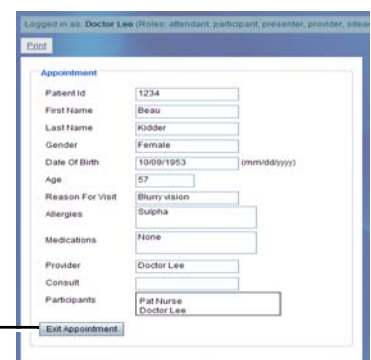 Logged in as: Doctor Lee (Roles: attendant, participant, presenter, provider,
Print
Appointment
Patient Id 1234
First Name Beau
Last Name Kidder
Gender Female
Date Of Birth 10/09/1953 (mm/dd/yyyy)
Age 57
Reason For Visit Blurry vision
Allergies Sulpha
Medications None
Provider Doctor Lee
Consult
Participants Pat Nurse
Doctor Lee
Exit Appointment